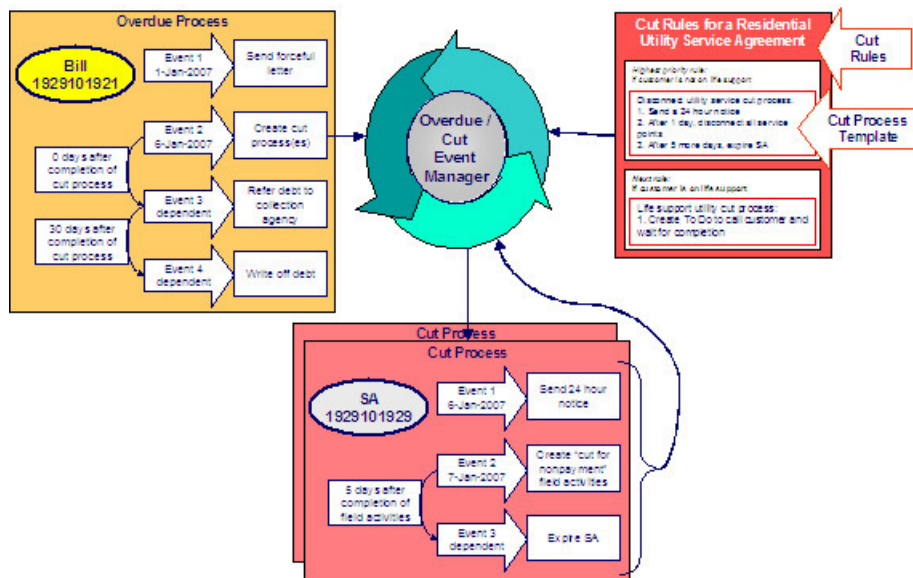 Overdue Process
Bill
1929101921
Event 1
1-Jan-2007
Send forceful
letter
Event 2
6-Jan-2007
Create cut
process(es)
0 days after
completion of
cut process
Event 3
dependent
Refer debt to
collection
agency
30 days after
completion of
cut process
Event 4
dependent
Write off debt
Overdue /
Cut
Event
Manager
Cut Rules for a Residential
Utility Service Agreement
Highest priority rule:
If customer is not on life support
Disconnect utility service cut process:
1. Send a 24 hour notice
2. After 1 day, disconnect all service
points
3. After 5 more days, expire SA
Next rule:
If customer is on life support
Life support utility cut process:
1. Create To Do to call customer and
wait for completion
Cut
Rules
Cut Process
Template
Cut Process
Cut Process
SA
1929101929
Event 1
6-Jan-2007
Send 24 hour
notice
Event 2
7-Jan-2007
Create "cut for
nonpayment"
field activities
5 days after
completion of
field activities
Event 3
dependent
Expire SA